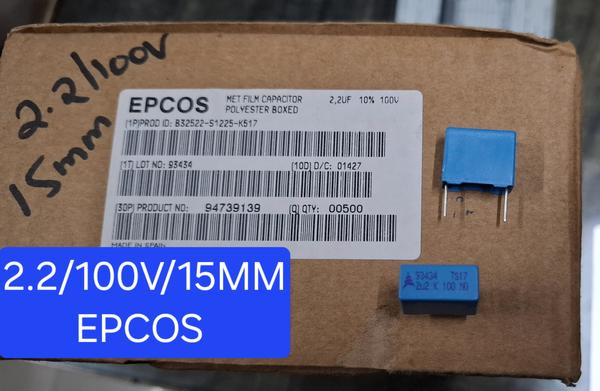 2.2/100V
15mm
EPCOS
MET FILM CAPACITOR 2,2UF 10% 100V
POLYESTER BOXED
(1P)PROD ID: B32522-S1225-K517
(1T) LOT NO: 93434 (10D) D/C: 01427
(30P) PRODUCT NO: 94739139 (Q) QTY: 00500
MADE IN SPAIN
93434 TS17
2u2 K 100 NO
2.2/100V/15MM
EPCOS